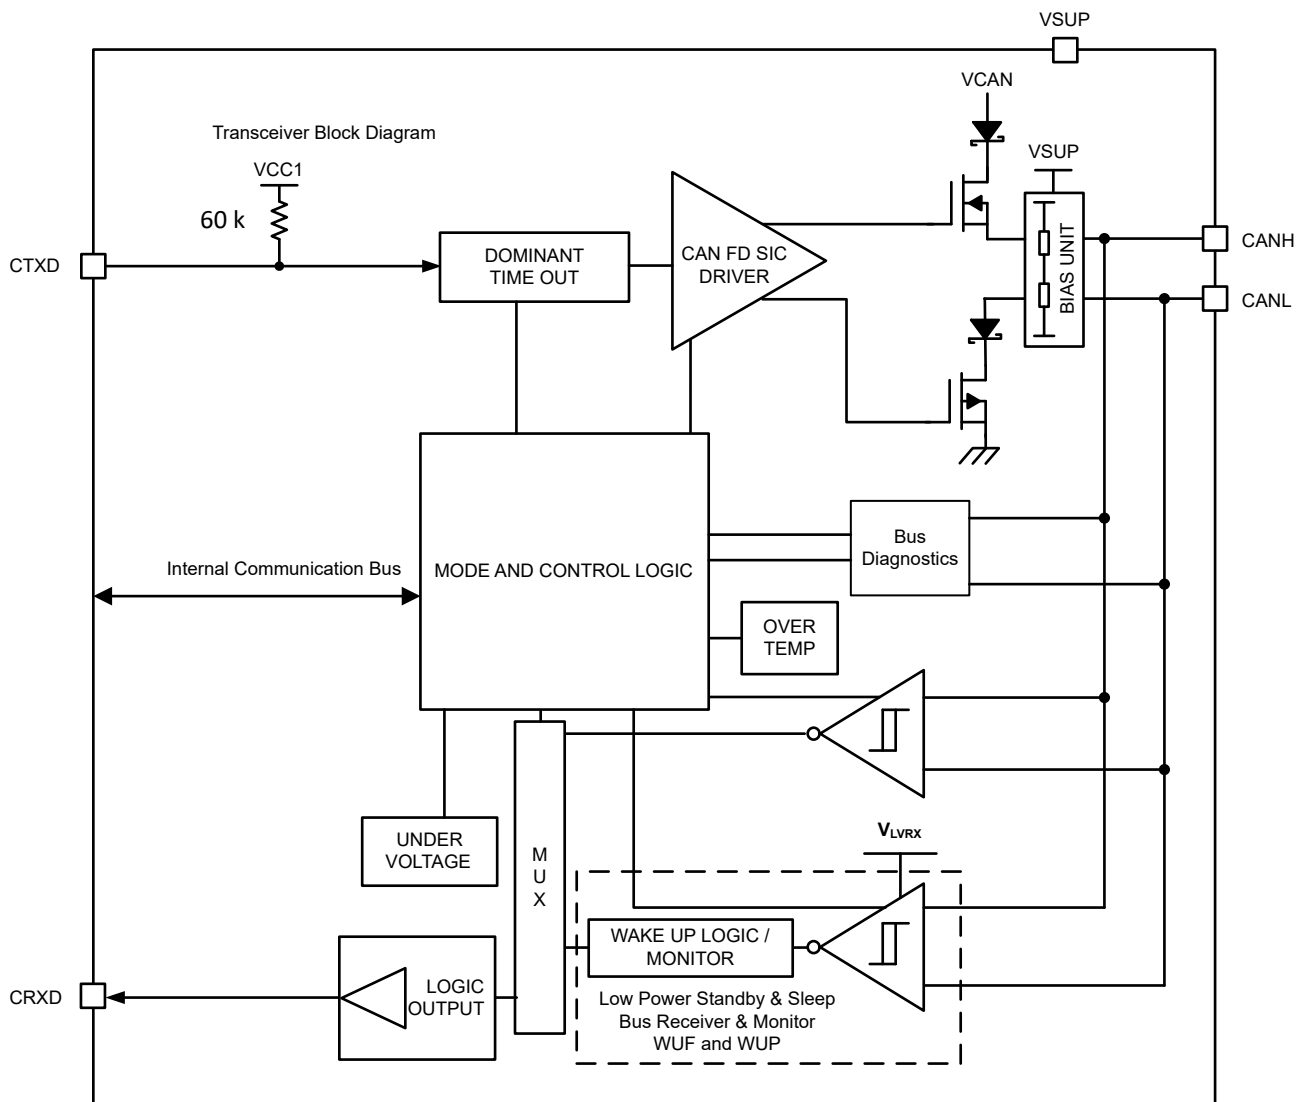 VSUP
VCAN
Transceiver Block Diagram
VCC1
VSUP
60 k
CTXD
DOMINANT
TIME OUT
CAN FD SIC
DRIVER
BIAS UNIT
CANH
CANL
Internal Communication Bus
MODE AND CONTROL LOGIC
Bus
Diagnostics
OVER
TEMP
UNDER
VOLTAGE
M
U
X
VLVRX
WAKE UP LOGIC /
MONITOR
Low Power Standby & Sleep
Bus Receiver & Monitor
WUF and WUP
CRXD
LOGIC
OUTPUT